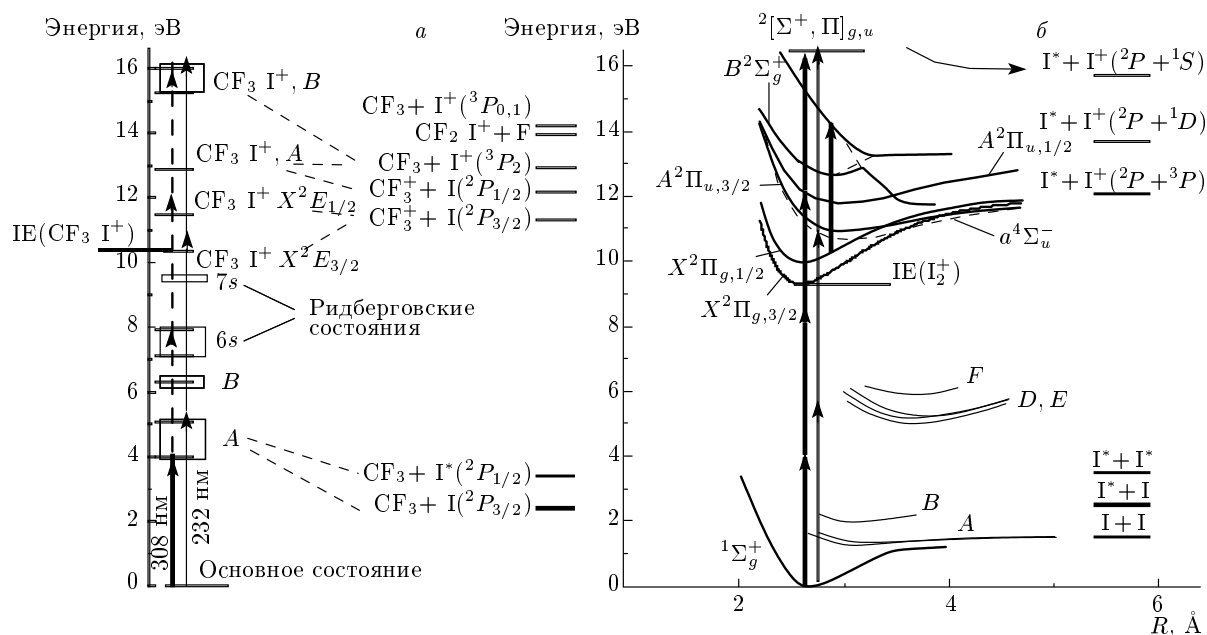 Энергия, эВ
а
16
14
12
10
8
6
4
2
0
IE(CF₃ I⁺)
CF₃ I⁺, B
CF₃ I⁺, A
CF₃ I⁺ X²E₁/₂
CF₃ I⁺ X²E₃/₂
7s
6s
Ридберговские
состояния
B
A
308 нм
232 нм
Основное состояние
CF₃ + I⁺(³P₀,₁)
CF₂ I⁺ + F
CF₃ + I⁺(³P₂)
CF₃⁺ + I(²P₁/₂)
CF₃⁺ + I(²P₃/₂)
CF₃ + I*(²P₁/₂)
CF₃ + I(²P₃/₂)
Энергия, эВ
б
16
14
12
10
8
6
4
2
0
²[Σ⁺, Π]g,u
B²Σg⁺
A²Πu,3/2
X²Πg,1/2
X²Πg,3/2
IE(I₂⁺)
a⁴Σu⁻
A²Πu,1/2
I* + I⁺(²P + ¹S)
I* + I⁺(²P + ¹D)
I* + I⁺(²P + ³P)
F
D, E
B
A
¹Σg⁺
I* + I*
I* + I
I + I
2
4
6
R, Å